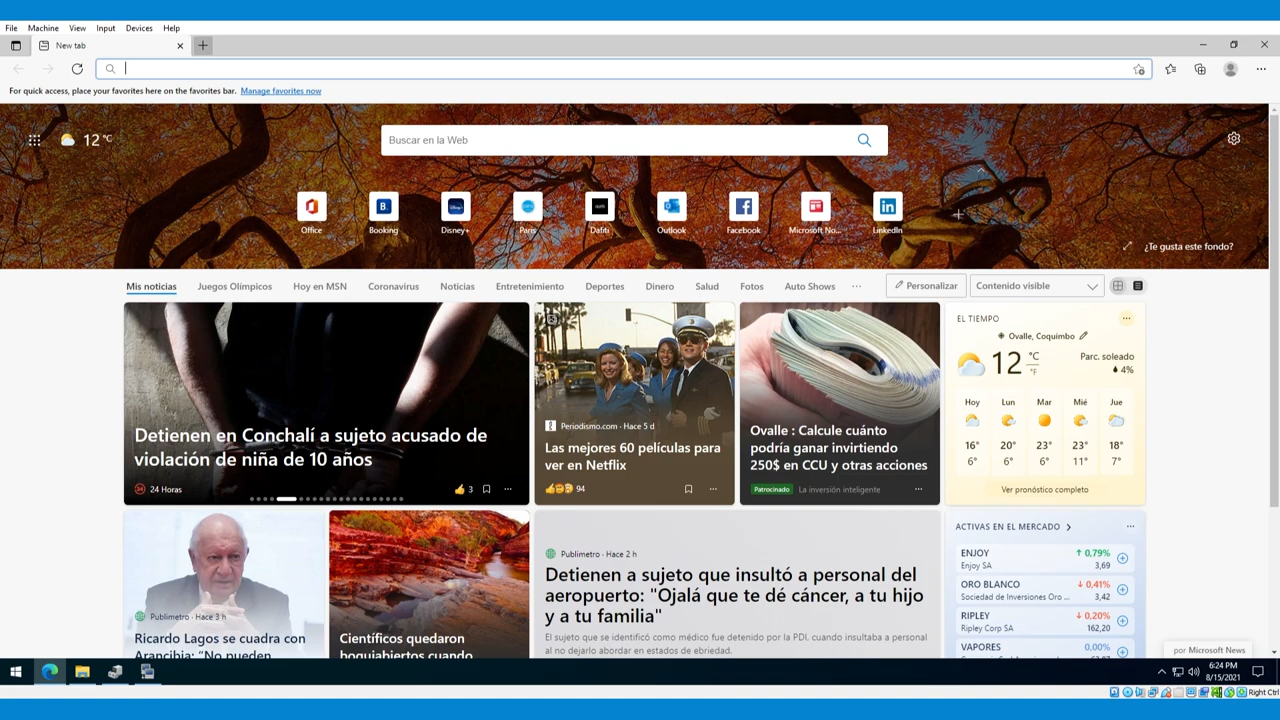 File Machine View Input Devices Help
New tab
For quick access, place your favorites here on the favorites bar. Manage favorites now
12 °C
Buscar en la Web
Office Booking Disney+ Paris Dafiti Outlook Facebook Microsoft No... LinkedIn
¿Te gusta este fondo?
Mis noticias Juegos Olímpicos Hoy en MSN Coronavirus Noticias Entretenimiento Deportes Dinero Salud Fotos Auto Shows ... Personalizar Contenido visible
Detienen en Conchalí a sujeto acusado de
violación de niña de 10 años
24 Horas
3
Periodismo.com · Hace 5 d
Las mejores 60 películas para
ver en Netflix
94
Ovalle : Calcule cuánto
podría ganar invirtiendo
250$ en CCU y otras acciones
Patrocinado La inversión inteligente
EL TIEMPO
Ovalle, Coquimbo
12 °C
°F
Parc. soleado
4%
Hoy Lun Mar Mié Jue
16° 20° 23° 23° 18°
6° 6° 6° 11° 7°
Ver pronóstico completo
Publimetro · Hace 3 h
Ricardo Lagos se cuadra con
Arancibia: “No pueden
Científicos quedaron
boquiabiertos cuando
Publimetro · Hace 2 h
Detienen a sujeto que insultó a personal del
aeropuerto: "Ojalá que te dé cáncer, a tu hijo
y a tu familia"
El sujeto que se identificó como médico fue detenido por la PDI, cuando insultaba a personal
al no dejarlo abordar en estados de ebriedad.
ACTIVAS EN EL MERCADO
ENJOY 0,79%
Enjoy SA 3,69
ORO BLANCO 0,41%
Sociedad de Inversiones Oro ... 3,42
RIPLEY 0,20%
Ripley Corp SA 162,20
VAPORES 0,00%
por Microsoft News
6:24 PM
8/15/2021
Right Ctrl